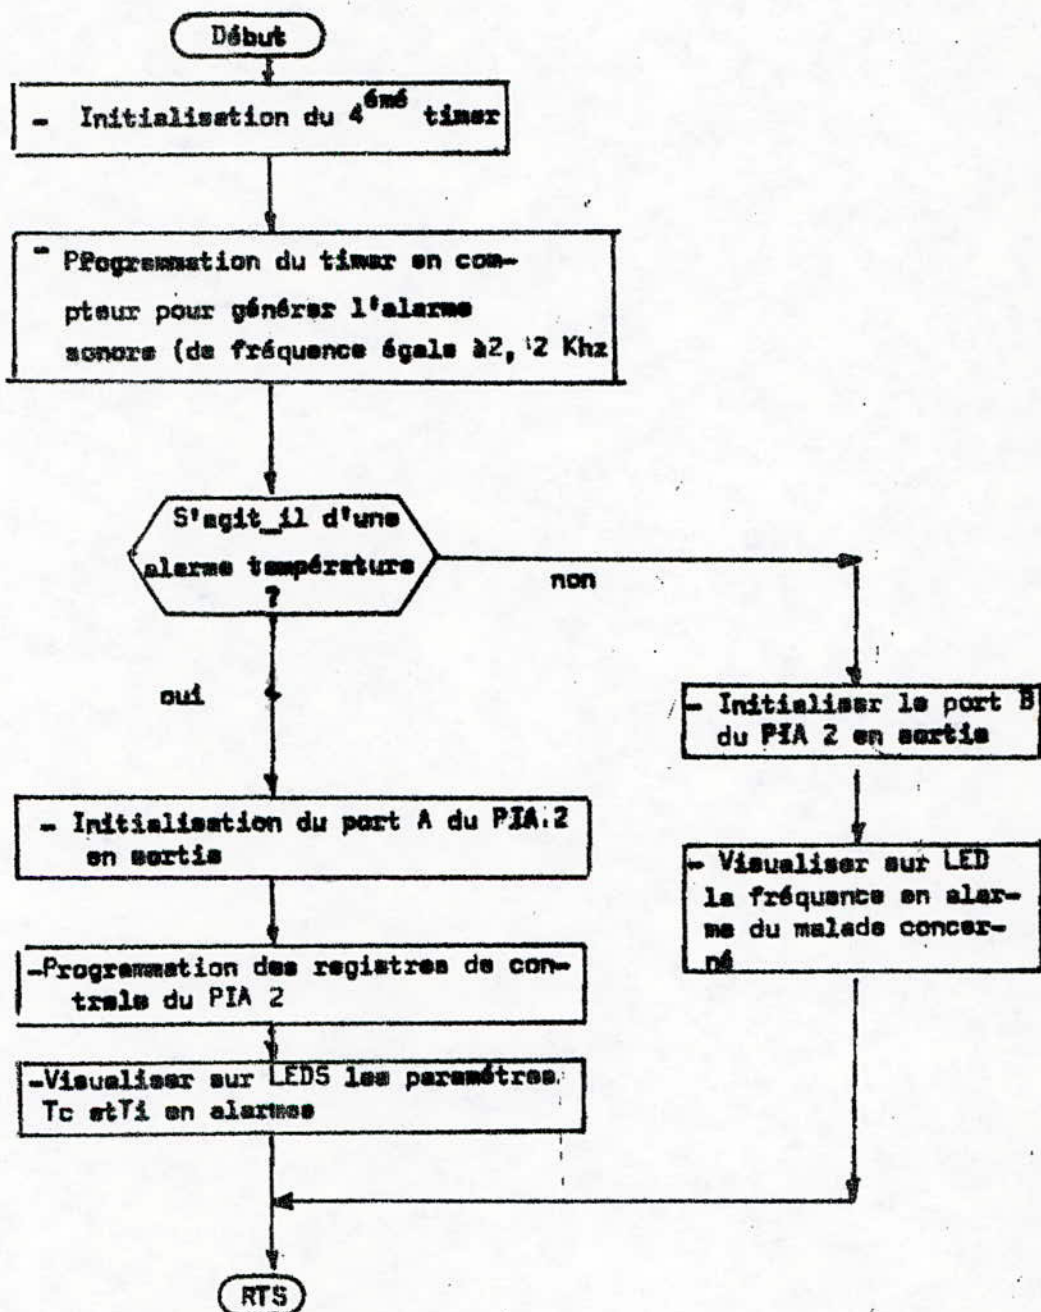 Début
- Initialisation du 4émé timer
- PProgrammation du timer en com-
pteur pour générer l'alarme
sonore (de fréquence égale à2, 2 Khz
S'agit_il d'une
alarme température
?
non
oui
- Initialiser le port B
du PIA 2 en sortie
- Initialisation du port A du PIA.2
en sortie
- Visualiser sur LED
la fréquence en alar-
me du malade concer-
né
-Programmation des registres de con-
trole du PIA 2
-Visualiser sur LEDS les paramétres
Tc etTi en alarmes
RTS